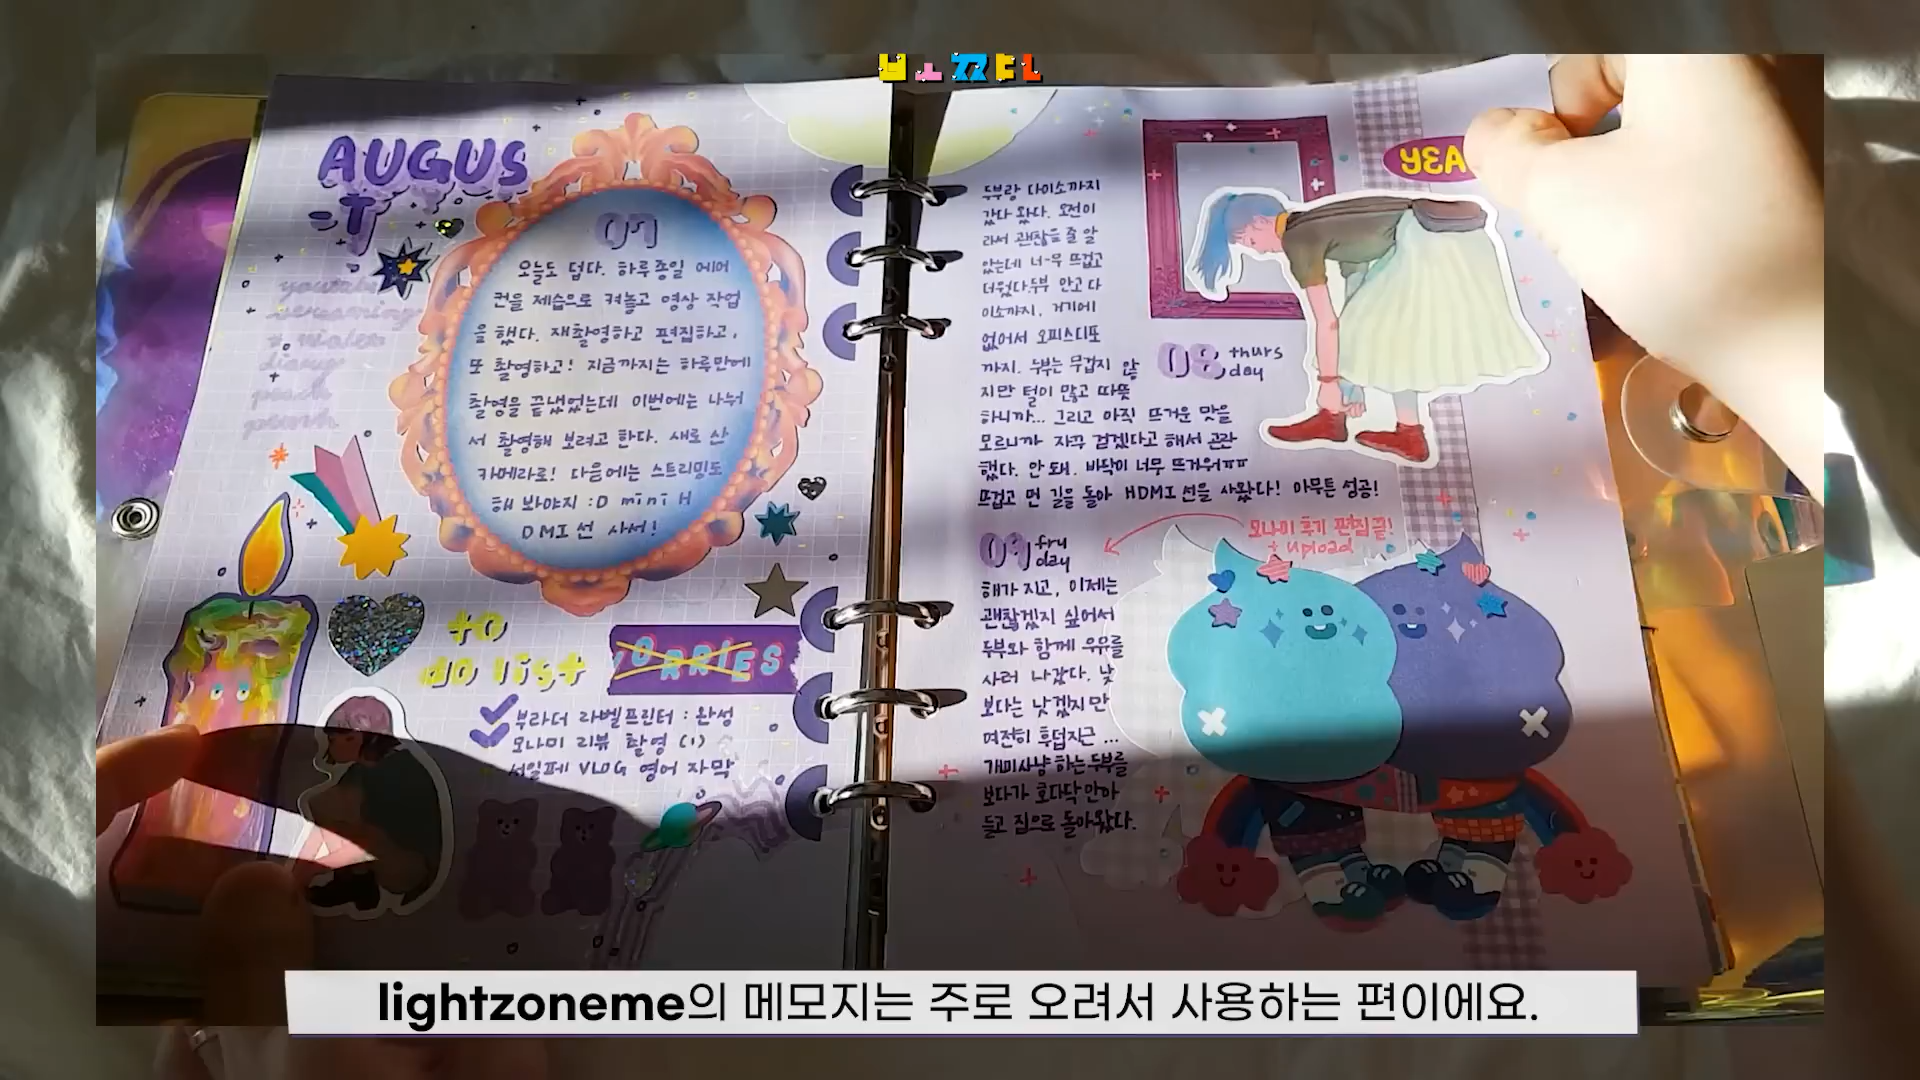 AUGUS
T
07
오늘도 덥다. 하루종일 에어
컨을 제습으로 켜놓고 영상 작업
을 했다. 재촬영하고 편집하고,
또 촬영하고! 지금까지는 하루만에
촬영을 끝냈었는데 이번에는 나눠
서 촬영해 보려고 한다. 새로 산
카메라로! 다음에는 스트리밍도
해 봐야지 :D mini H
DMI선 사서!
to
do list
WORRIES
부라더 라벨프린터 : 완성
모나미 리뷰 촬영 (1)
서일페 VLOG 영어 자막
YEA
두부랑 다이소까지
갔다 왔다. 오전이
라서 괜찮을 줄 알
았는데 너-무 뜨겁고
더웠다. 두부 안고 다
이소까지, 거기에
없어서 오피스디포
까지. 두부는 무겁지 않
지만 털이 많고 따뜻
하니까... 그리고 아직 뜨거운 맛을
모르니까 자꾸 걷겠다고 해서 곤란
했다. 안 돼. 바닥이 너무 뜨거워ㅠㅠ
뜨겁고 먼 길을 돌아 HDMI 선을 사왔다! 아무튼 성공!
08 thurs
day
모나미 후기 편집 끝!
+ upload
09 fri
day
해가 지고, 이제는
괜찮겠지 싶어서
두부와 함께 우유를
사러 나갔다. 낮
보다는 낫겠지만
여전히 후덥지근 ...
개미사냥 하는 두부를
보다가 호다닥 안아
들고 집으로 돌아왔다.
lightzoneme의 메모지는 주로 오려서 사용하는 편이에요.